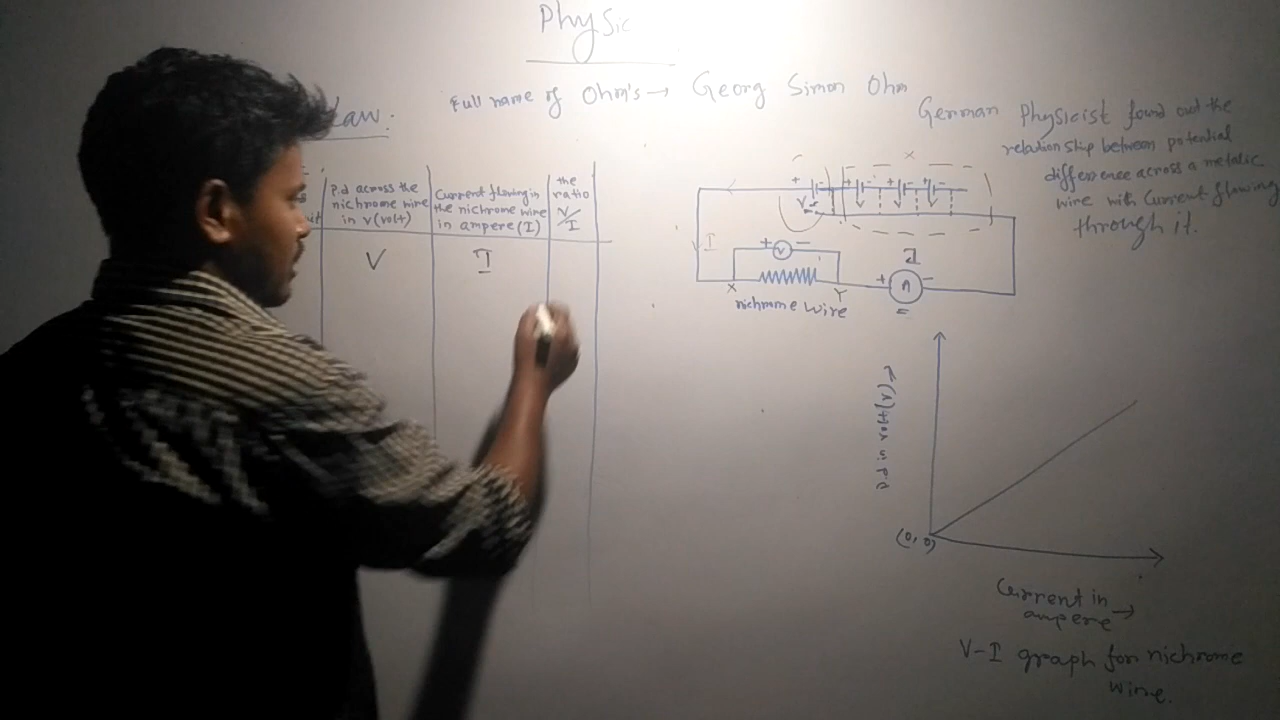 Physic
Law:
Full name of Ohm's → Georg Simon Ohm
German Physicist found out the
relationship between potential
difference across a metalic
wire with Current flowing
through it.
P.d across the
nichrome wire
in V(volt)
Current flowing in
the nichrome wire
in ampere (I)
the
ratio
V/I
V
I
X
+ - + + +
I
+ V -
X
Y
+ A -
nichrome wire
P.d in volt(V) →
(0, 0)
Current in
ampere →
V-I graph for nichrome
wire.